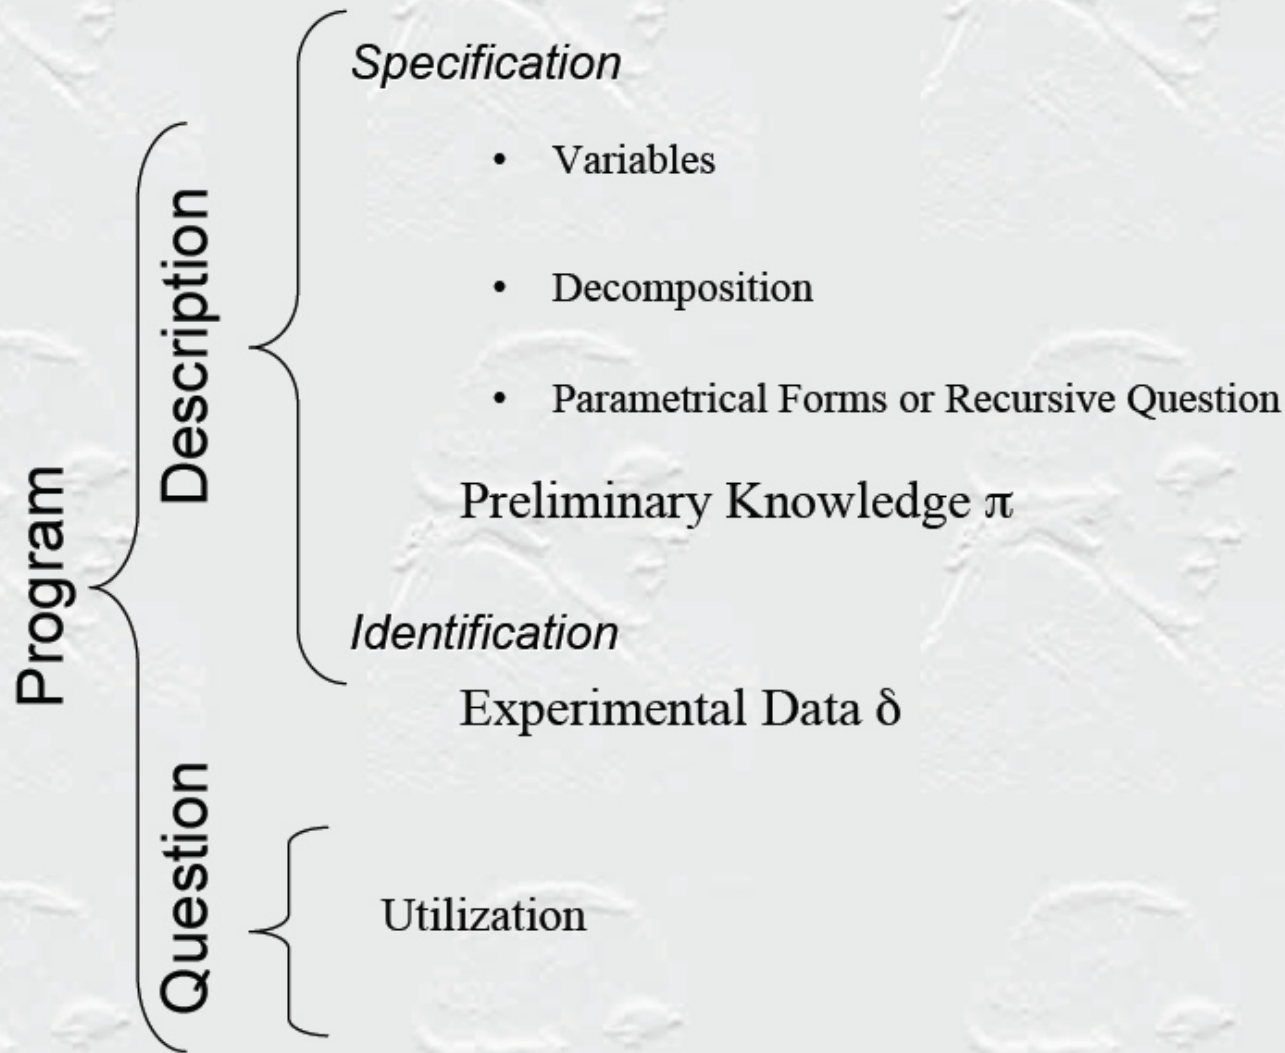 Program
Description
Specification
• Variables
• Decomposition
• Parametrical Forms or Recursive Question
Preliminary Knowledge π
Identification
Experimental Data δ
Question
Utilization